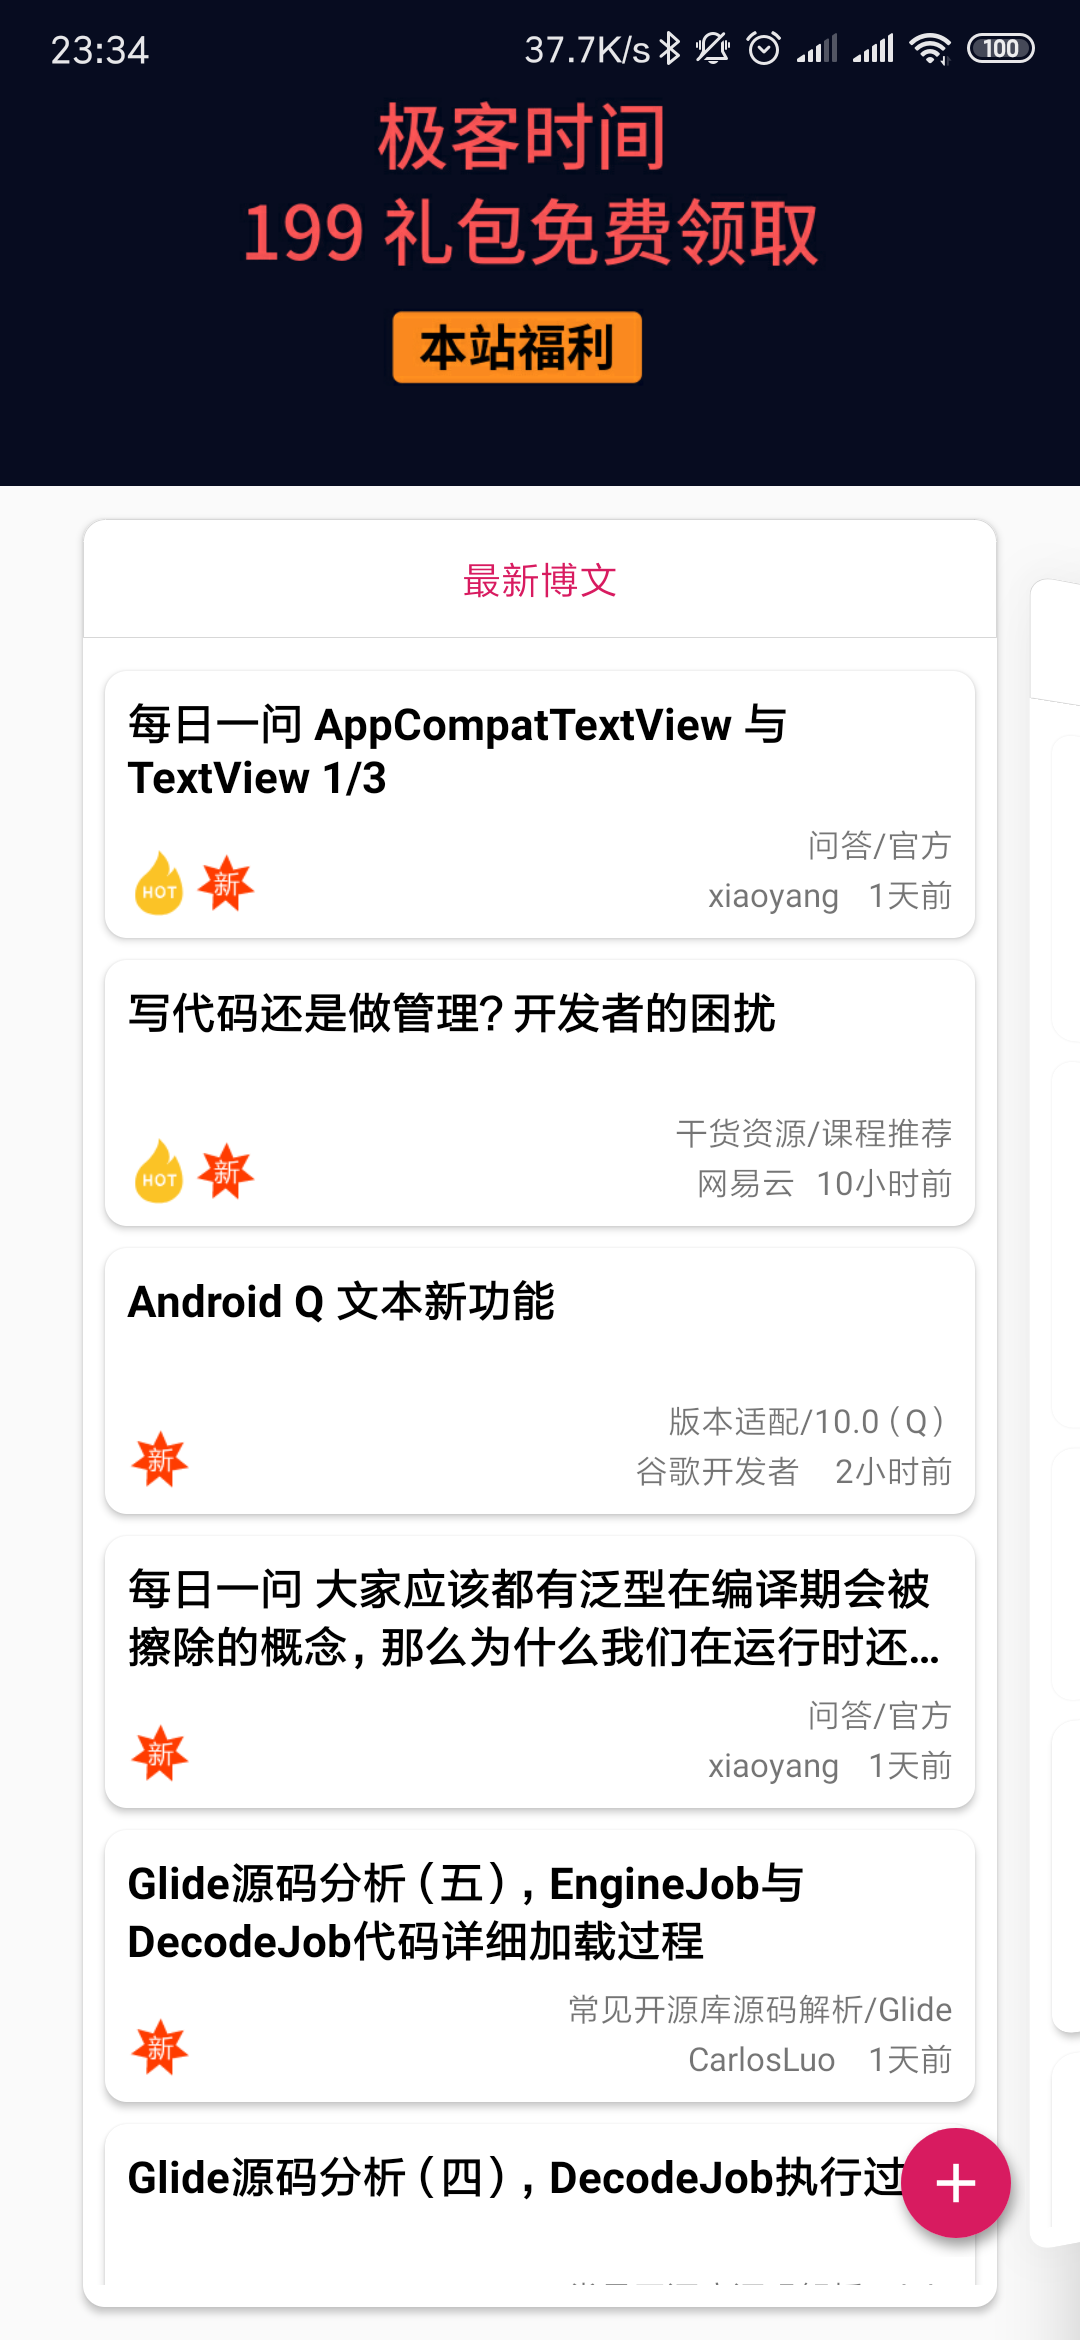 23:34
37.7K/s
100
极客时间
199 礼包免费领取
本站福利
最新博文
每日一问 AppCompatTextView 与
TextView 1/3
问答/官方
HOT 新
xiaoyang 1天前
写代码还是做管理? 开发者的困扰
干货资源/课程推荐
HOT 新
网易云 10小时前
Android Q 文本新功能
版本适配/10.0（Q）
新
谷歌开发者 2小时前
每日一问 大家应该都有泛型在编译期会被
擦除的概念，那么为什么我们在运行时还...
问答/官方
新
xiaoyang 1天前
Glide源码分析（五），EngineJob与
DecodeJob代码详细加载过程
常见开源库源码解析/Glide
新
CarlosLuo 1天前
Glide源码分析（四），DecodeJob执行过